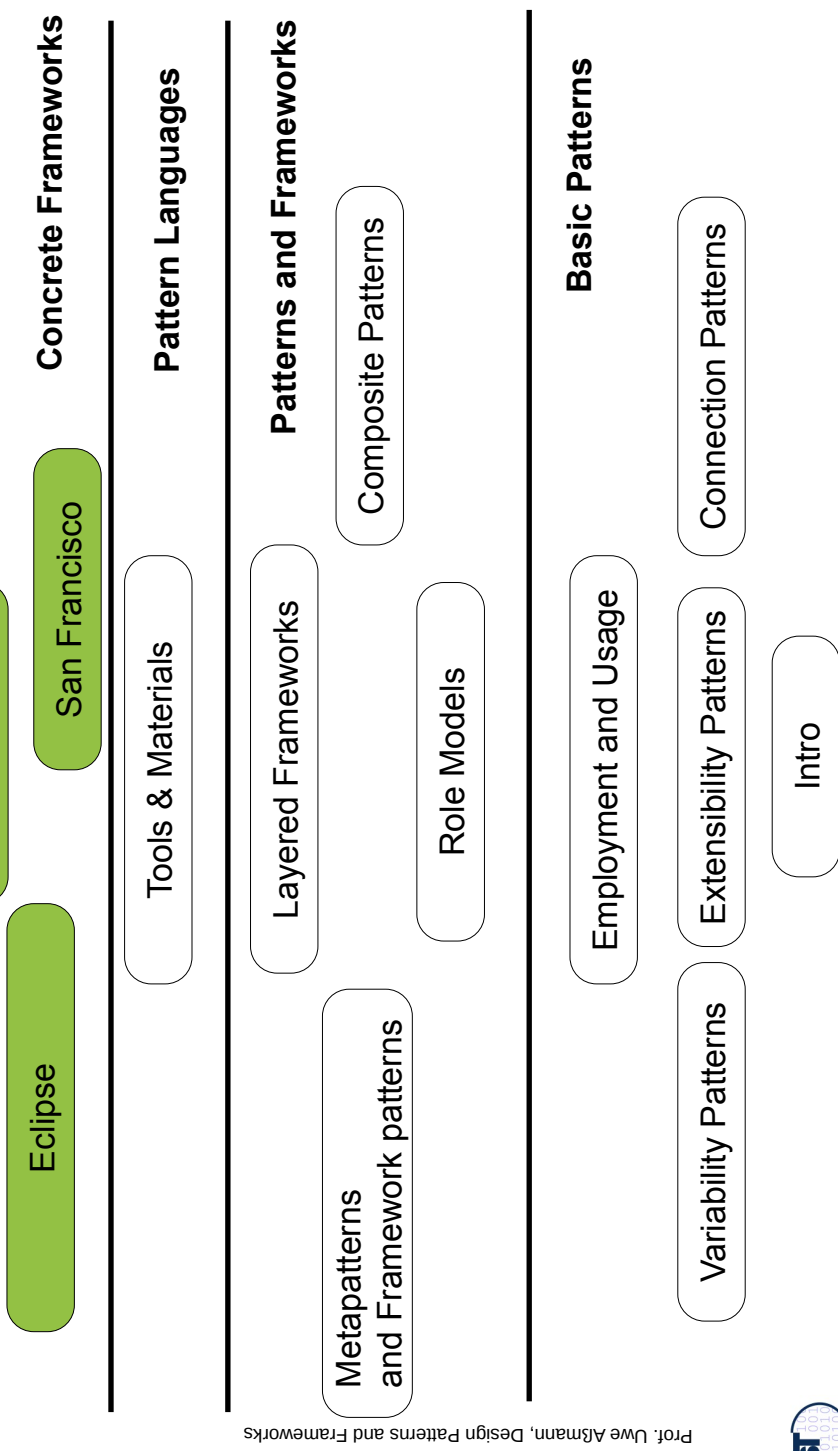 Concrete Frameworks
Eclipse
San Francisco
Pattern Languages
Tools & Materials
Patterns and Frameworks
Layered Frameworks
Composite Patterns
Metapatterns
and Framework patterns
Role Models
Basic Patterns
Employment and Usage
Variability Patterns
Extensibility Patterns
Connection Patterns
Intro
Prof. Uwe Aßmann, Design Patterns and Frameworks